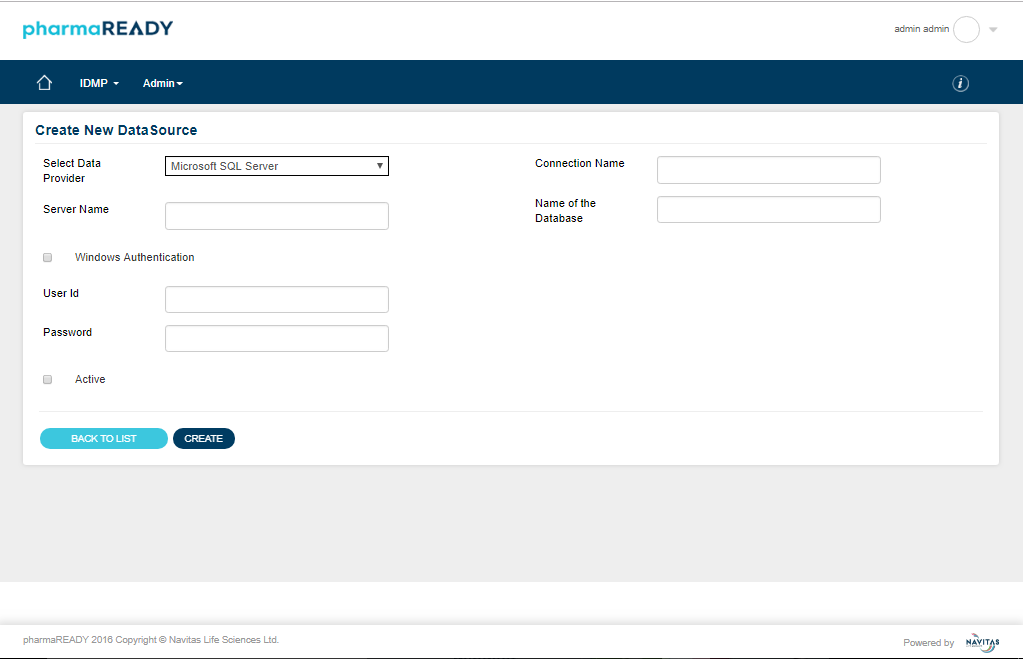 pharmaREADY
admin admin
IDMP
Admin
i
Create New DataSource
Select Data
Provider
Microsoft SQL Server
Connection Name
Server Name
Name of the
Database
Windows Authentication
User Id
Password
Active
BACK TO LIST
CREATE
pharmaREADY 2016 Copyright © Navitas Life Sciences Ltd.
Powered by
NAVITAS